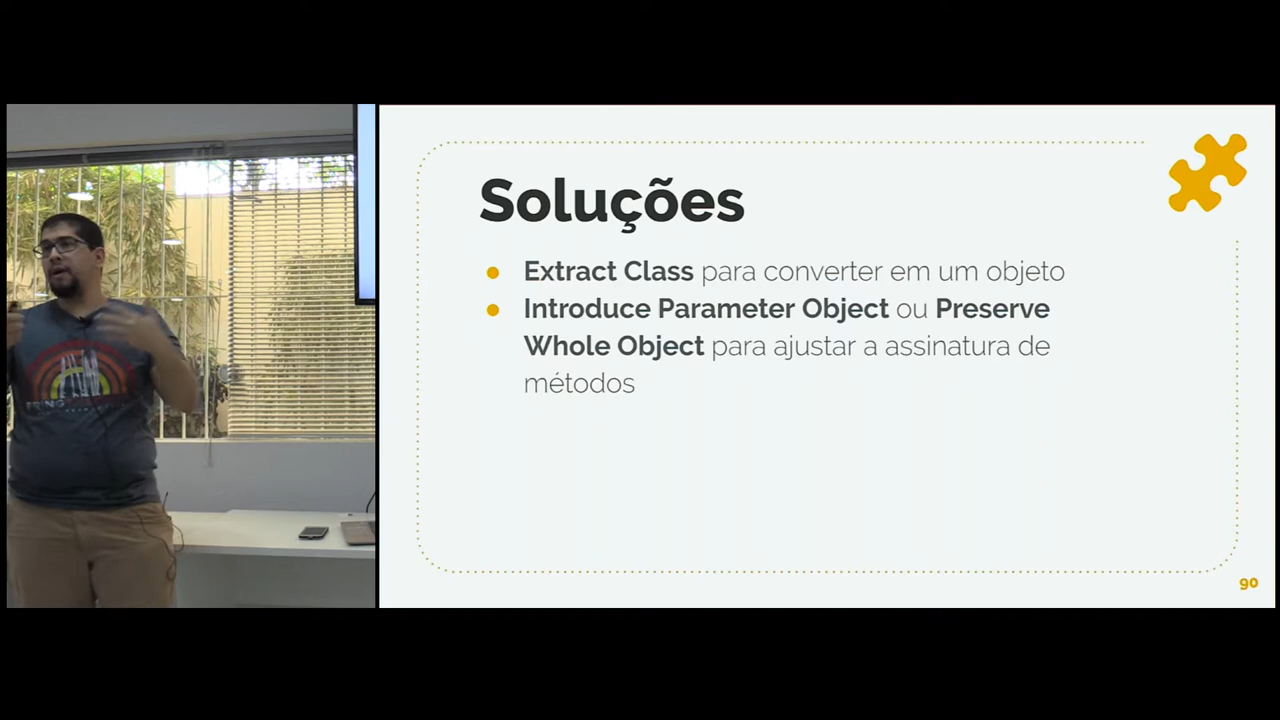 Soluções
● Extract Class para converter em um objeto
● Introduce Parameter Object ou Preserve
Whole Object para ajustar a assinatura de
métodos
90